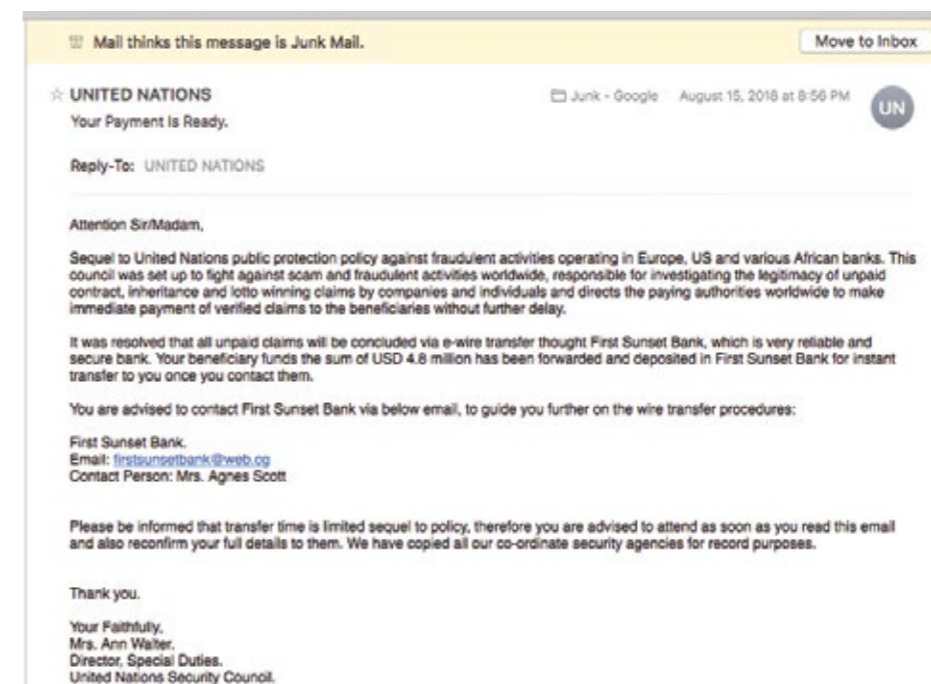 Mail thinks this message is Junk Mail.
Move to Inbox
UNITED NATIONS
Junk - Google August 15, 2018 at 8:56 PM
UN
Your Payment Is Ready.
Reply-To: UNITED NATIONS
Attention Sir/Madam,
Sequel to United Nations public protection policy against fraudulent activities operating in Europe, US and various African banks. This
council was set up to fight against scam and fraudulent activities worldwide, responsible for investigating the legitimacy of unpaid
contract, inheritance and lotto winning claims by companies and individuals and directs the paying authorities worldwide to make
immediate payment of verified claims to the beneficiaries without further delay.
It was resolved that all unpaid claims will be concluded via e-wire transfer thought First Sunset Bank, which is very reliable and
secure bank. Your beneficiary funds the sum of USD 4.8 million has been forwarded and deposited in First Sunset Bank for instant
transfer to you once you contact them.
You are advised to contact First Sunset Bank via below email, to guide you further on the wire transfer procedures:
First Sunset Bank.
Email: firstsunsetbank@web.cg
Contact Person: Mrs. Agnes Scott
Please be informed that transfer time is limited sequel to policy, therefore you are advised to attend as soon as you read this email
and also reconfirm your full details to them. We have copied all our co-ordinate security agencies for record purposes.
Thank you.
Your Faithfully,
Mrs. Ann Walter.
Director, Special Duties.
United Nations Security Council.